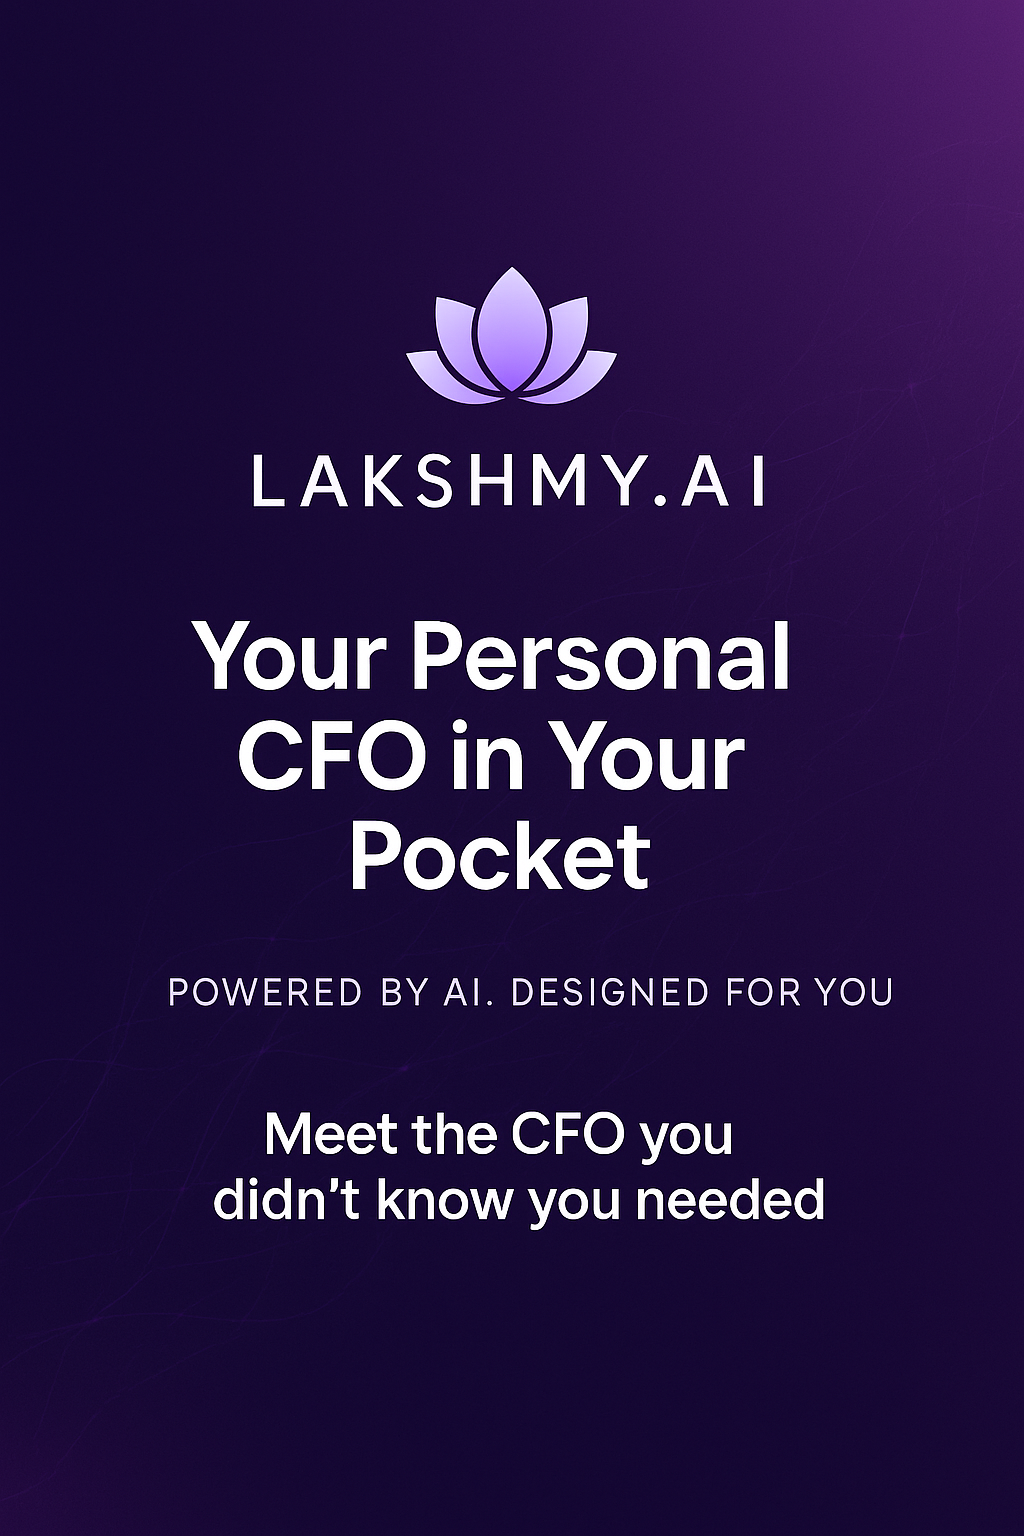 LAKSHMY.AI
Your Personal
CFO in Your
Pocket
POWERED BY AI. DESIGNED FOR YOU
Meet the CFO you
didn’t know you needed